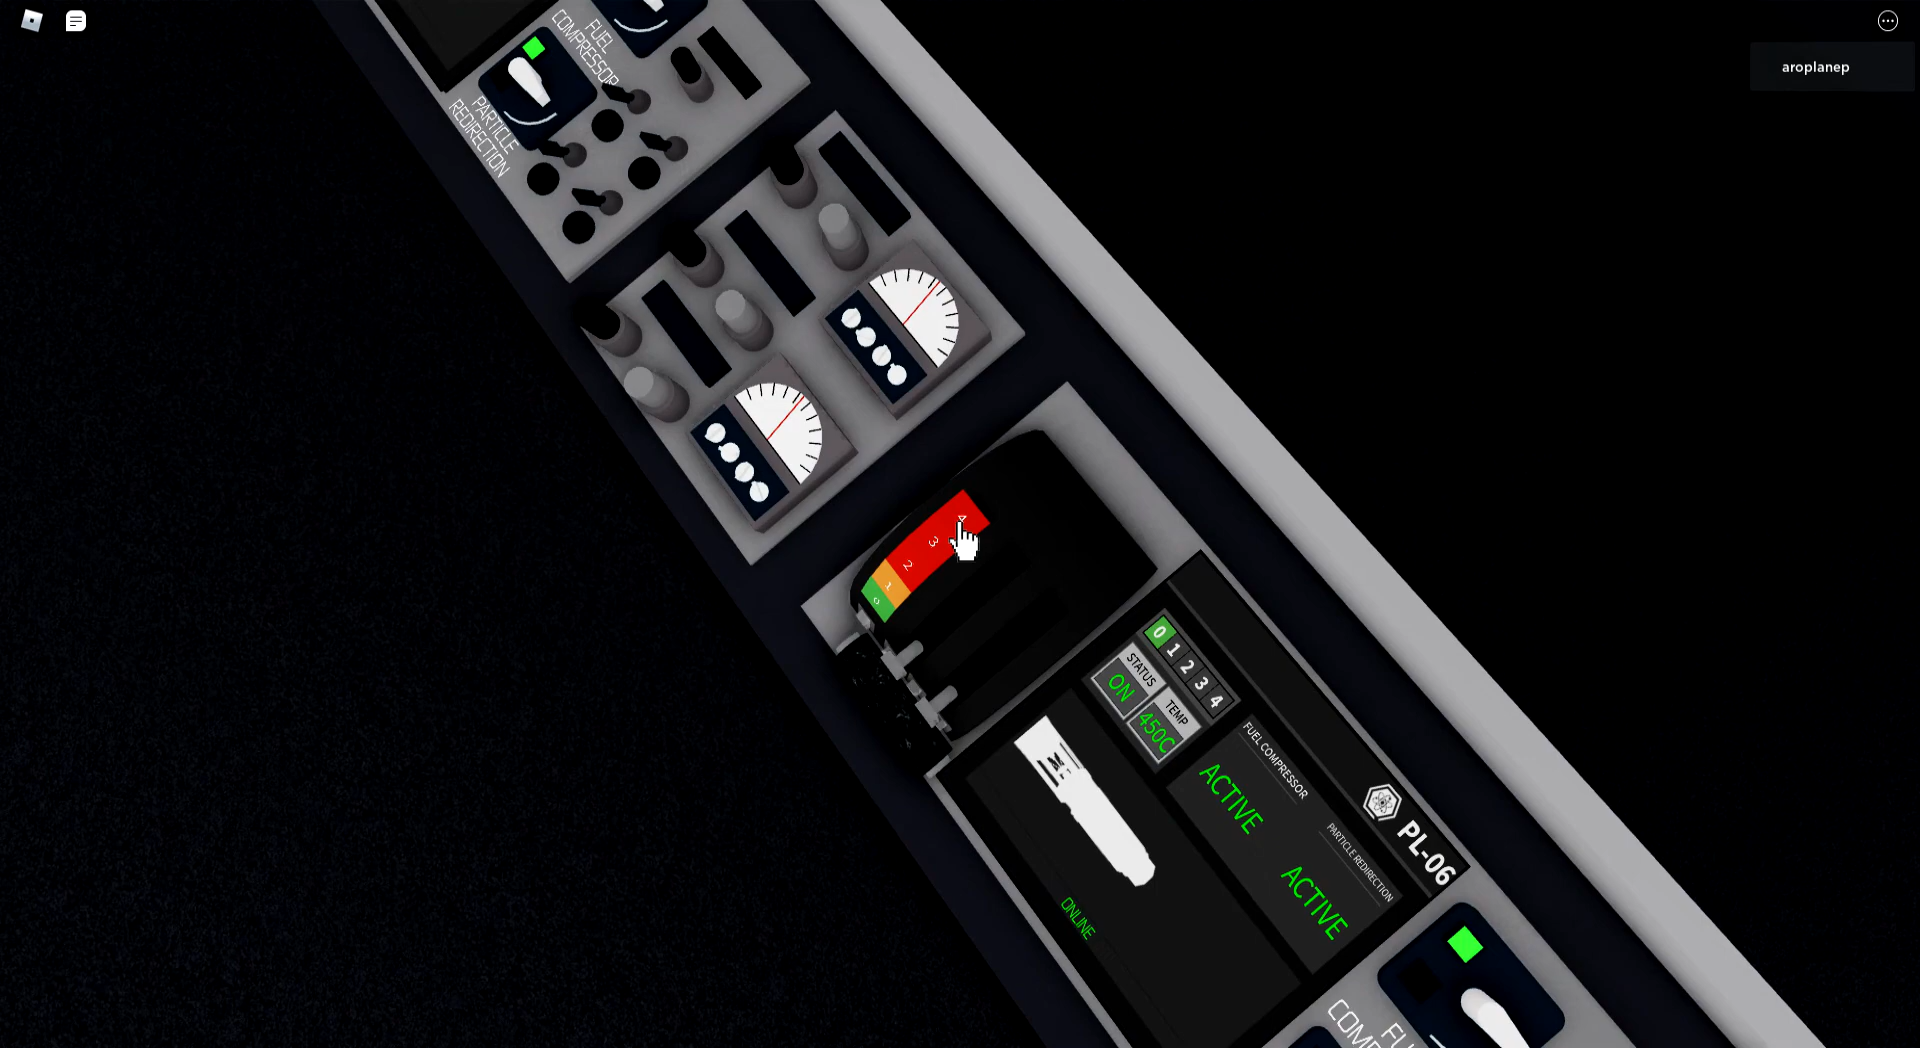 aroplanep
FUEL
COMPRESSOR
PARTICLE
REDIRECTION
4
3
2
1
0
0 1 2 3 4
STATUS
ON
TEMP
450C
FUEL COMPRESSOR
ACTIVE
PARTICLE REDIRECTION
ACTIVE
PL-06
ONLINE
FU
COMP